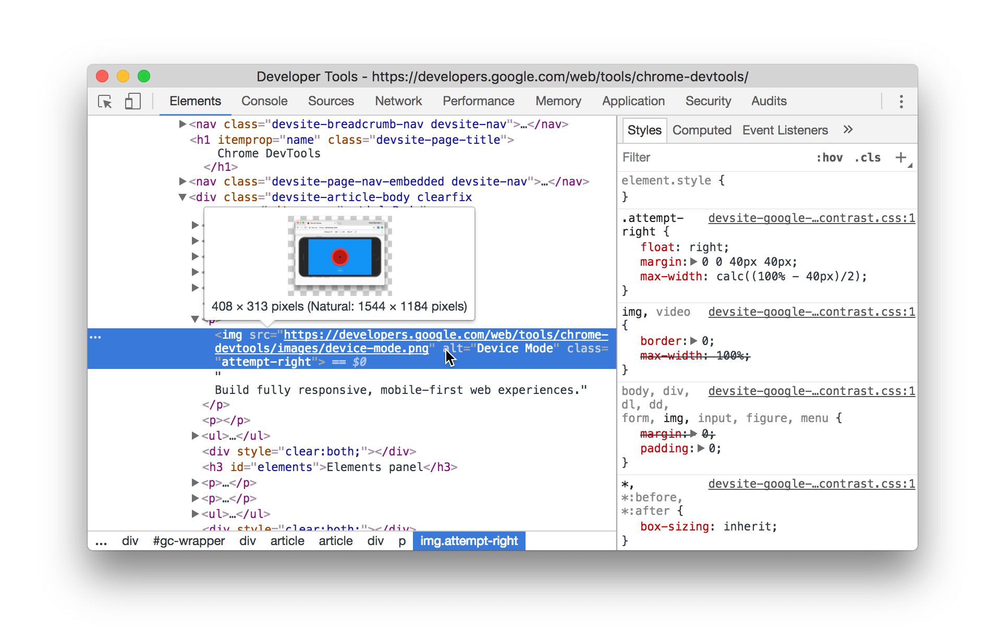 Developer Tools - https://developers.google.com/web/tools/chrome-devtools/
Elements Console Sources Network Performance Memory Application Security Audits
<nav class="devsite-breadcrumb-nav devsite-nav">…</nav>
<h1 itemprop="name" class="devsite-page-title">
Chrome DevTools
</h1>
<nav class="devsite-page-nav-embedded devsite-nav">…</nav>
<div class="devsite-article-body clearfix
408 × 313 pixels (Natural: 1544 × 1184 pixels)
<p>
... <img src="https://developers.google.com/web/tools/chrome-
devtools/images/device-mode.png" alt="Device Mode" class=
"attempt-right"> == $0
"
Build fully responsive, mobile-first web experiences."
</p>
<p></p>
<ul>…</ul>
<div style="clear:both;"></div>
<h3 id="elements">Elements panel</h3>
<p>…</p>
<p>…</p>
<ul>…</ul>
<div style="clear:both;"></div>
... div #gc-wrapper div article article div p img.attempt-right
Styles Computed Event Listeners »
Filter :hov .cls +
element.style {
}
.attempt- devsite-google-…contrast.css:1
right {
float: right;
margin: 0 0 40px 40px;
max-width: calc((100% - 40px)/2);
}
img, video devsite-google-…contrast.css:1
{
border: 0;
max-width: 100%;
}
body, div, devsite-google-…contrast.css:1
dl, dd,
form, img, input, figure, menu {
margin: 0;
padding: 0;
}
*, devsite-google-…contrast.css:1
*:before,
*:after {
box-sizing: inherit;
}